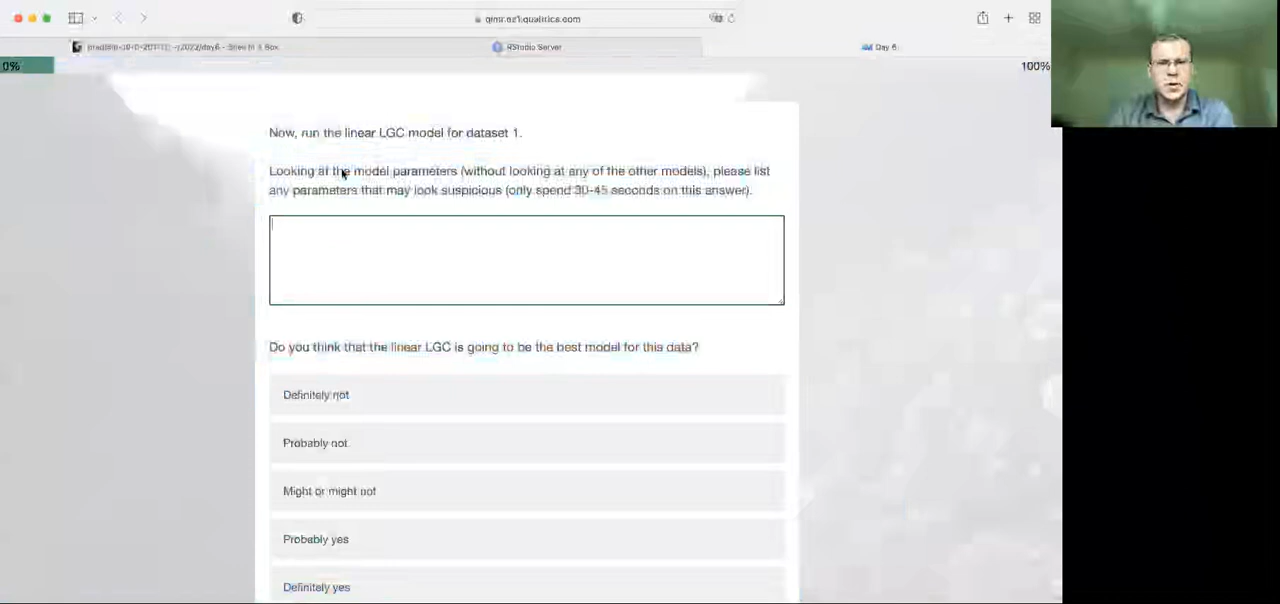 qimr.az1.qualtrics.com
RStudio Server
Day 6
0%
100%
Now, run the linear LGC model for dataset 1.
Looking at the model parameters (without looking at any of the other models), please list
any parameters that may look suspicious (only spend 30-45 seconds on this answer).
Do you think that the linear LGC is going to be the best model for this data?
Definitely not
Probably not
Might or might not
Probably yes
Definitely yes